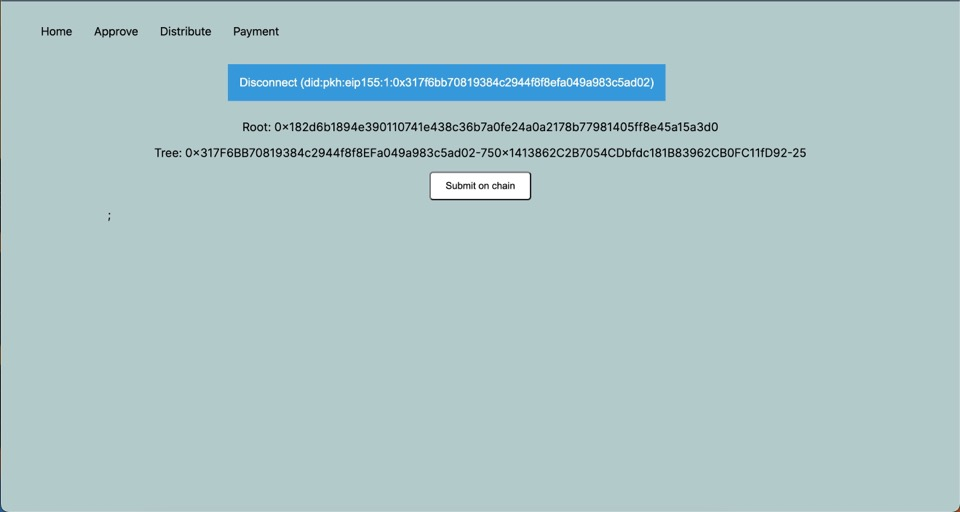 Home Approve Distribute Payment
Disconnect (did:pkh:eip155:1:0x317f6bb70819384c2944f8f8efa049a983c5ad02)
Root: 0×182d6b1894e390110741e438c36b7a0fe24a0a2178b77981405ff8e45a15a3d0
Tree: 0×317F6BB70819384c2944f8f8EFa049a983c5ad02-750×1413862C2B7054CDbfdc181B83962CB0FC11fD92-25
Submit on chain
;